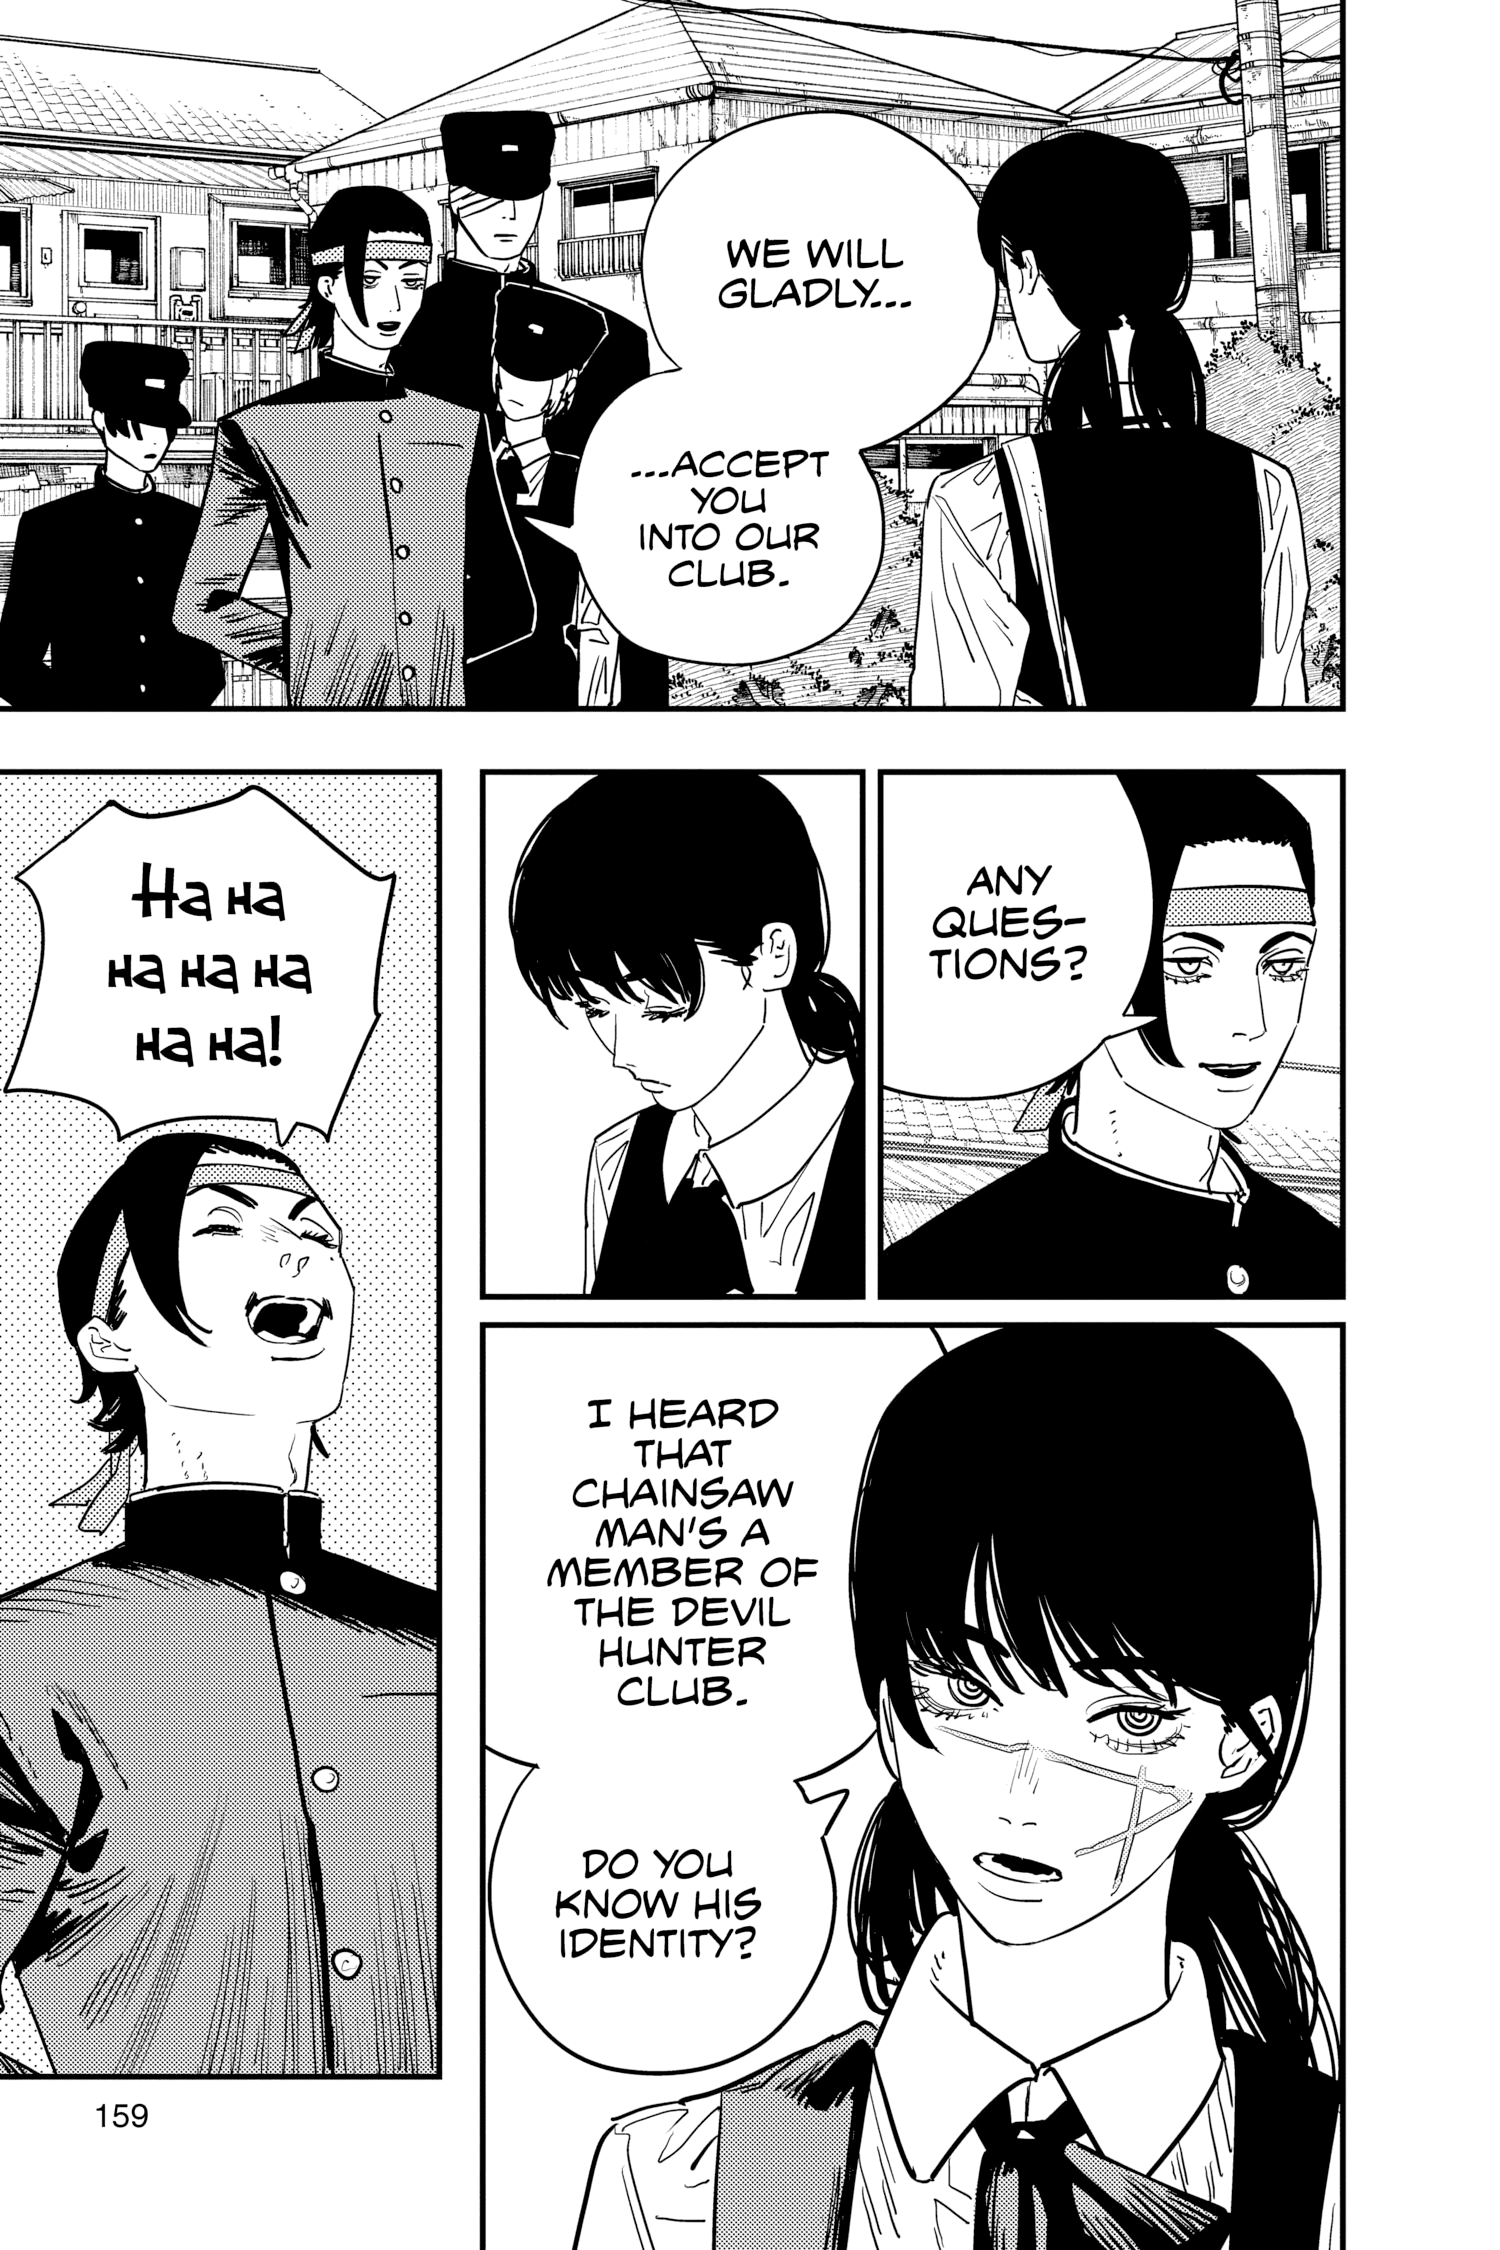 WE WILL
GLADLY...
...ACCEPT
YOU
INTO OUR
CLUB.
ANY
QUES-
TIONS?
I HEARD
THAT
CHAINSAW
MAN'S A
MEMBER OF
THE DEVIL
HUNTER
CLUB.
DO YOU
KNOW HIS
IDENTITY?
HA HA
HA HA HA
HA HA!
159